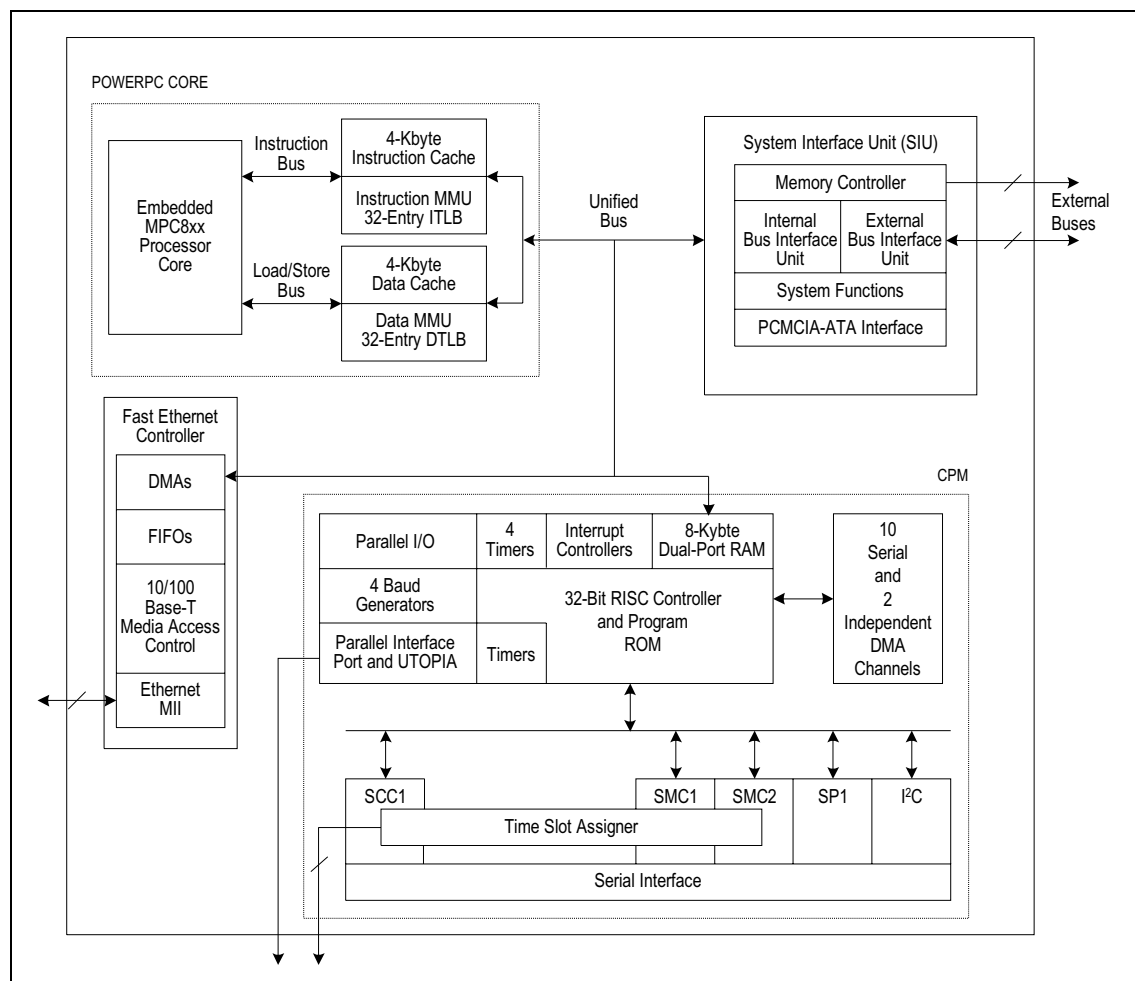 POWERPC CORE
Embedded
MPC8xx
Processor
Core
Instruction
Bus
Load/Store
Bus
4-Kbyte
Instruction Cache
Instruction MMU
32-Entry ITLB
4-Kbyte
Data Cache
Data MMU
32-Entry DTLB
Unified
Bus
System Interface Unit (SIU)
Memory Controller
Internal
Bus Interface
Unit
External
Bus Interface
Unit
System Functions
PCMCIA-ATA Interface
External
Buses
Fast Ethernet
Controller
DMAs
FIFOs
10/100
Base-T
Media Access
Control
Ethernet
MII
CPM
Parallel I/O
4
Timers
Interrupt
Controllers
8-Kybte
Dual-Port RAM
4 Baud
Generators
32-Bit RISC Controller
and Program
ROM
Parallel Interface
Port and UTOPIA
Timers
10
Serial
and
2
Independent
DMA
Channels
SCC1
SMC1
SMC2
SP1
I²C
Time Slot Assigner
Serial Interface